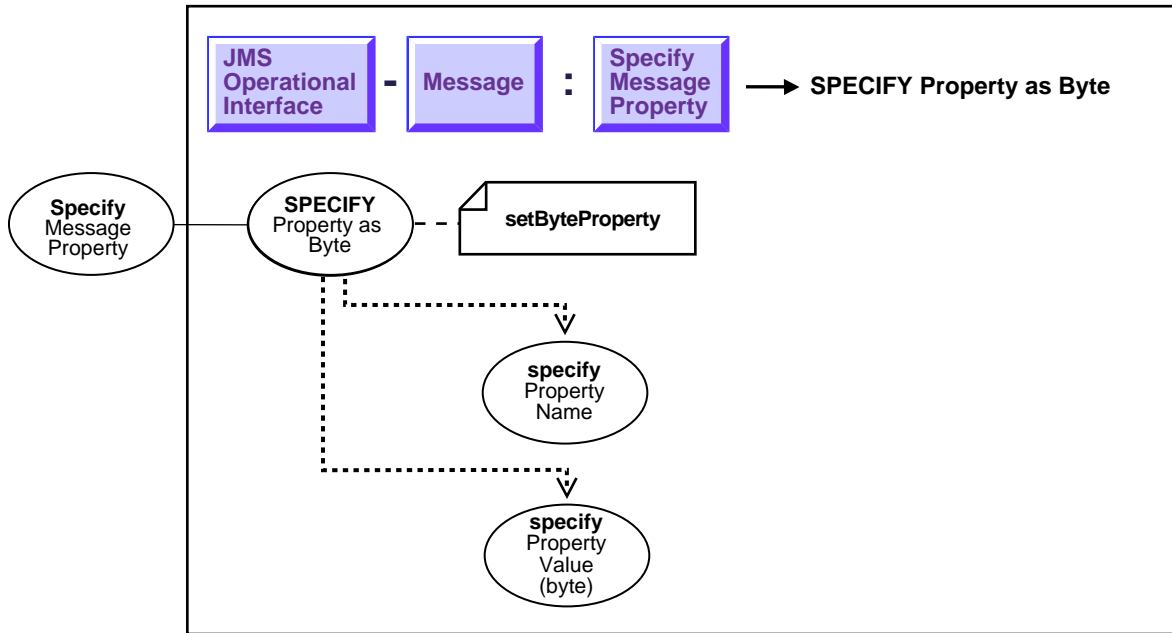 JMS
Operational
Interface
-
Message
:
Specify
Message
Property
SPECIFY Property as Byte
Specify
Message
Property
SPECIFY
Property as
Byte
setByteProperty
specify
Property
Name
specify
Property
Value
(byte)